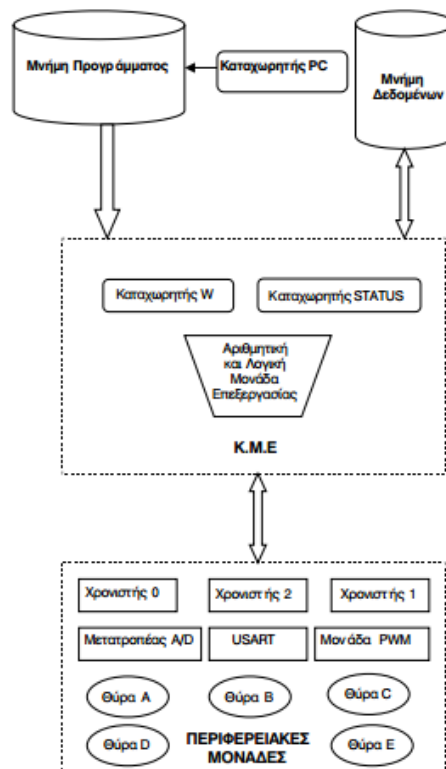 Μνήμη Προγράμματος
Καταχωρητής PC
Μνήμη
Δεδομένων
Καταχωρητής W
Καταχωρητής STATUS
Αριθμητική
και Λογική
Μονάδα
Επεξεργασίας
Κ.Μ.Ε
Χρονιστής 0
Χρονιστής 2
Χρονιστής 1
Μετατροπέας A/D
USART
Μονάδα PWM
Θύρα A
Θύρα B
Θύρα C
Θύρα D
ΠΕΡΙΦΕΡΕΙΑΚΕΣ
ΜΟΝΑΔΕΣ
Θύρα E